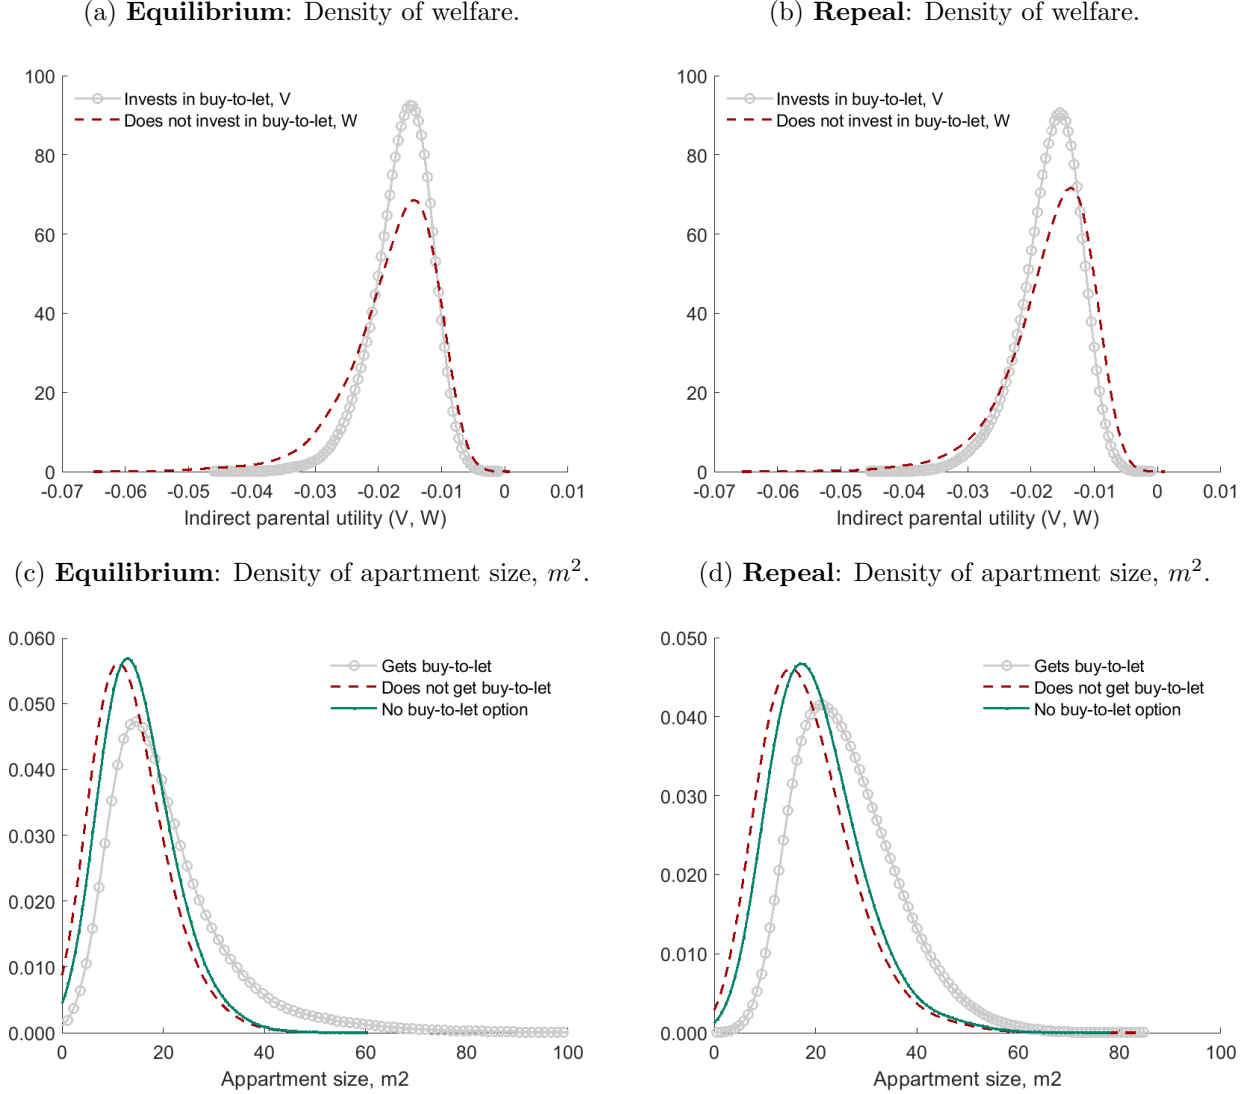 (a) Equilibrium: Density of welfare.
100
80
60
40
20
0
Invests in buy-to-let, V
Does not invest in buy-to-let, W
-0.07 -0.06 -0.05 -0.04 -0.03 -0.02 -0.01 0 0.01
Indirect parental utility (V, W)
(b) Repeal: Density of welfare.
100
80
60
40
20
0
Invests in buy-to-let, V
Does not invest in buy-to-let, W
-0.07 -0.06 -0.05 -0.04 -0.03 -0.02 -0.01 0 0.01
Indirect parental utility (V, W)
(c) Equilibrium: Density of apartment size, m².
0.060
0.050
0.040
0.030
0.020
0.010
0.000
Gets buy-to-let
Does not get buy-to-let
No buy-to-let option
0 20 40 60 80 100
Appartment size, m2
(d) Repeal: Density of apartment size, m².
0.050
0.040
0.030
0.020
0.010
0.000
Gets buy-to-let
Does not get buy-to-let
No buy-to-let option
0 20 40 60 80 100
Appartment size, m2